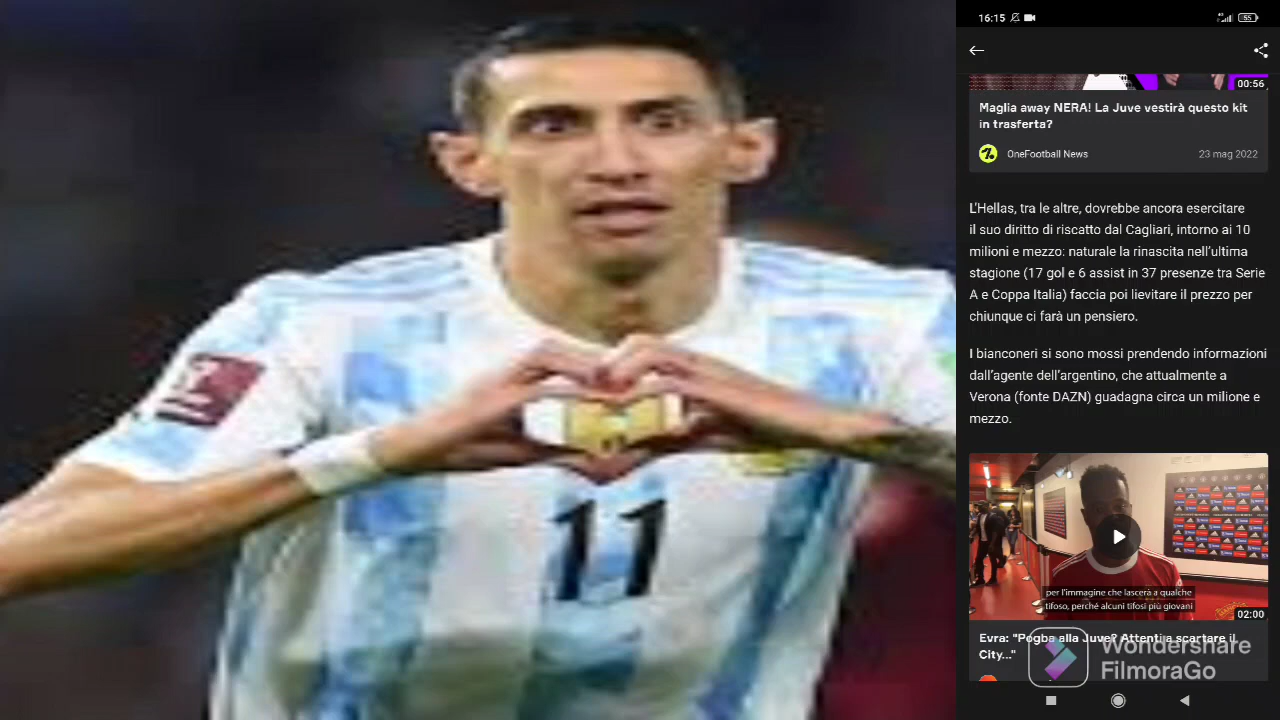 11
16:15
55
00:56
Maglia away NERA! La Juve vestirà questo kit
in trasferta?
OneFootball News
23 mag 2022
L'Hellas, tra le altre, dovrebbe ancora esercitare
il suo diritto di riscatto dal Cagliari, intorno ai 10
milioni e mezzo: naturale la rinascita nell'ultima
stagione (17 gol e 6 assist in 37 presenze tra Serie
A e Coppa Italia) faccia poi lievitare il prezzo per
chiunque ci farà un pensiero.
I bianconeri si sono mossi prendendo informazioni
dall'agente dell'argentino, che attualmente a
Verona (fonte DAZN) guadagna circa un milione e
mezzo.
per l'immagine che lascerà a qualche
tifoso, perché alcuni tifosi più giovani
02:00
Evra: "Pogba alla Juve? Attenti a scartare il
City..."
Wondershare
FilmoraGo